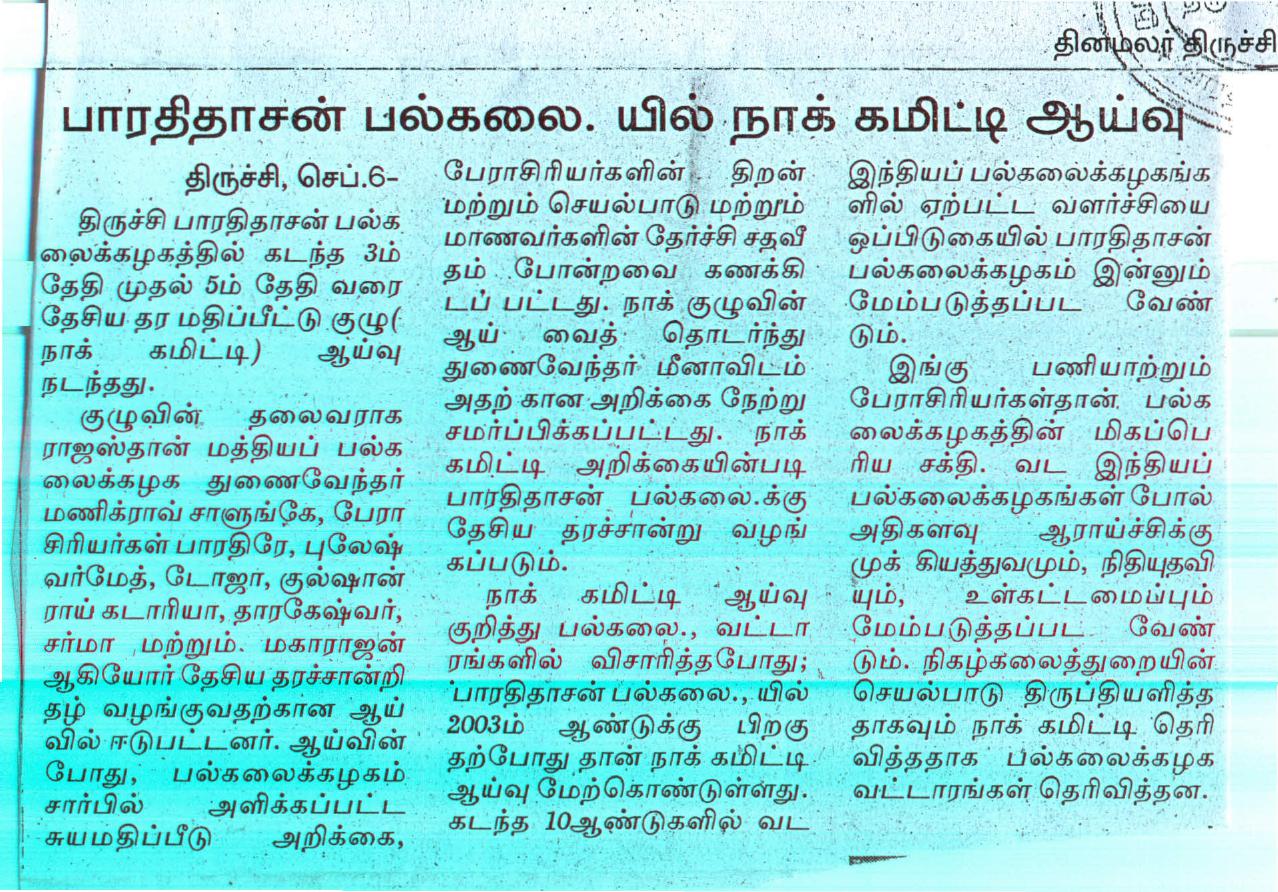 தினமலர் திருச்சி
பாரதிதாசன் பல்கலை. யில் நாக் கமிட்டி ஆய்வு
திருச்சி, செப்.6-
திருச்சி பாரதிதாசன் பல்க
லைக்கழகத்தில் கடந்த 3ம்
தேதி முதல் 5ம் தேதி வரை
தேசிய தர மதிப்பீட்டு குழு(
நாக் கமிட்டி) ஆய்வு
நடந்தது.
குழுவின் தலைவராக
ராஜஸ்தான் மத்தியப் பல்க
லைக்கழக துணைவேந்தர்
மணிக்ராவ் சாளுங்கே, பேரா
சிரியர்கள் பாரதிரே, புலேஷ்
வர்மேத், டோஜா, குல்ஷான்
ராய் கடாரியா, தாரகேஷ்வர்,
சர்மா மற்றும். மகாராஜன்
ஆகியோர் தேசிய தரச்சான்றி
தழ் வழங்குவதற்கான ஆய்
வில் ஈடுபட்டனர். ஆய்வின்
போது, பல்கலைக்கழகம்
சார்பில் அளிக்கப்பட்ட
சுயமதிப்பீடு அறிக்கை,
பேராசிரியர்களின் திறன்
மற்றும் செயல்பாடு மற்றும்
மாணவர்களின் தேர்ச்சி சதவீ
தம் போன்றவை கணக்கி
டப் பட்டது. நாக் குழுவின்
ஆய் வைத் தொடர்ந்து
துணைவேந்தர் மீனாவிடம்
அதற் கான அறிக்கை நேற்று
சமர்ப்பிக்கப்பட்டது. நாக்
கமிட்டி அறிக்கையின்படி
பாரதிதாசன் பல்கலை.க்கு
தேசிய தரச்சான்று வழங்
கப்படும்.
நாக் கமிட்டி ஆய்வு
குறித்து பல்கலை., வட்டா
ரங்களில் விசாரித்தபோது;
'பாரதிதாசன் பல்கலை., யில்
2003ம் ஆண்டுக்கு பிறகு
தற்போது தான் நாக் கமிட்டி
ஆய்வு மேற்கொண்டுள்ளது.
கடந்த 10ஆண்டுகளில் வட
இந்தியப் பல்கலைக்கழகங்க
ளில் ஏற்பட்ட வளர்ச்சியை
ஒப்பிடுகையில் பாரதிதாசன்
பல்கலைக்கழகம் இன்னும்
மேம்படுத்தப்பட வேண்
டும்.
இங்கு பணியாற்றும்
பேராசிரியர்கள்தான் பல்க
லைக்கழகத்தின் மிகப்பெ
ரிய சக்தி. வட இந்தியப்
பல்கலைக்கழகங்கள் போல்
அதிகளவு ஆராய்ச்சிக்கு
முக் கியத்துவமும், நிதியுதவி
யும், உள்கட்டமைப்பும்
மேம்படுத்தப்பட வேண்
டும். நிகழ்கலைத்துறையின்
செயல்பாடு திருப்தியளித்த
தாகவும் நாக் கமிட்டி தெரி
வித்ததாக பல்கலைக்கழக
வட்டாரங்கள் தெரிவித்தன.